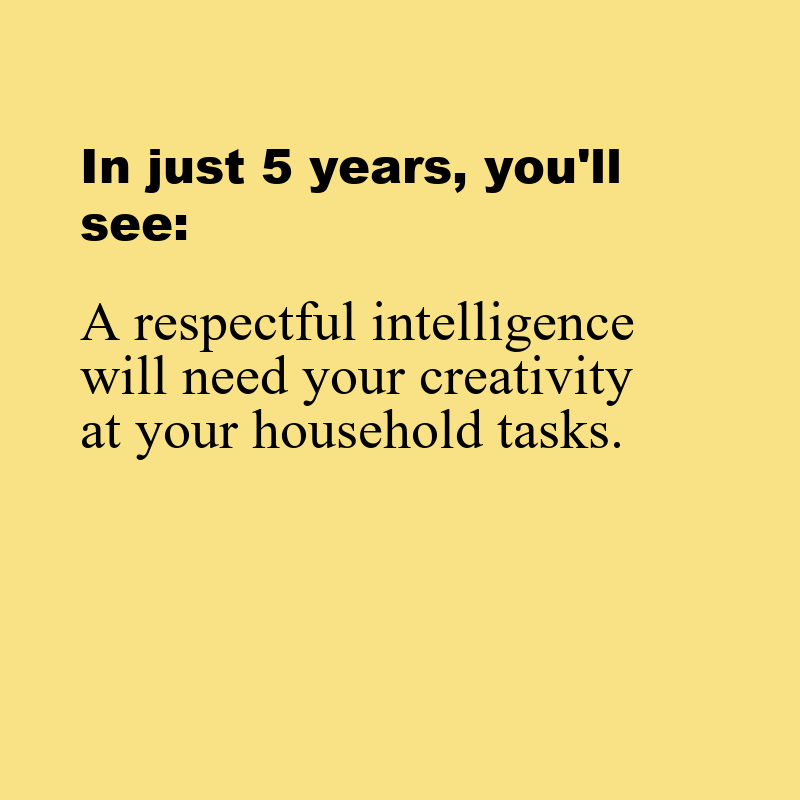 In just 5 years, you'll
see:
A respectful intelligence
will need your creativity
at your household tasks.